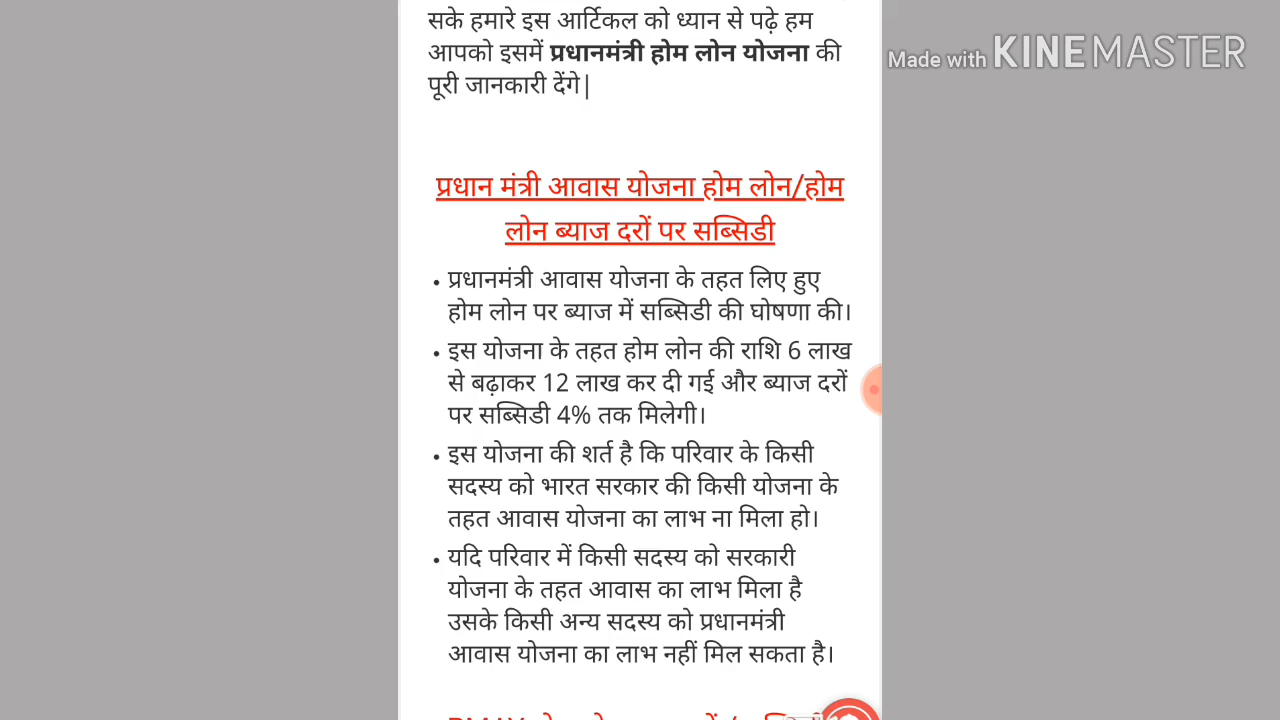 सके हमारे इस आर्टिकल को ध्यान से पढ़े हम
आपको इसमें प्रधानमंत्री होम लोन योजना की
पूरी जानकारी देंगे|
Made with KINEMASTER
प्रधान मंत्री आवास योजना होम लोन/होम
लोन ब्याज दरों पर सब्सिडी
• प्रधानमंत्री आवास योजना के तहत लिए हुए
होम लोन पर ब्याज में सब्सिडी की घोषणा की।
• इस योजना के तहत होम लोन की राशि 6 लाख
से बढ़ाकर 12 लाख कर दी गई और ब्याज दरों
पर सब्सिडी 4% तक मिलेगी।
• इस योजना की शर्त है कि परिवार के किसी
सदस्य को भारत सरकार की किसी योजना के
तहत आवास योजना का लाभ ना मिला हो।
• यदि परिवार में किसी सदस्य को सरकारी
योजना के तहत आवास का लाभ मिला है
उसके किसी अन्य सदस्य को प्रधानमंत्री
आवास योजना का लाभ नहीं मिल सकता है।